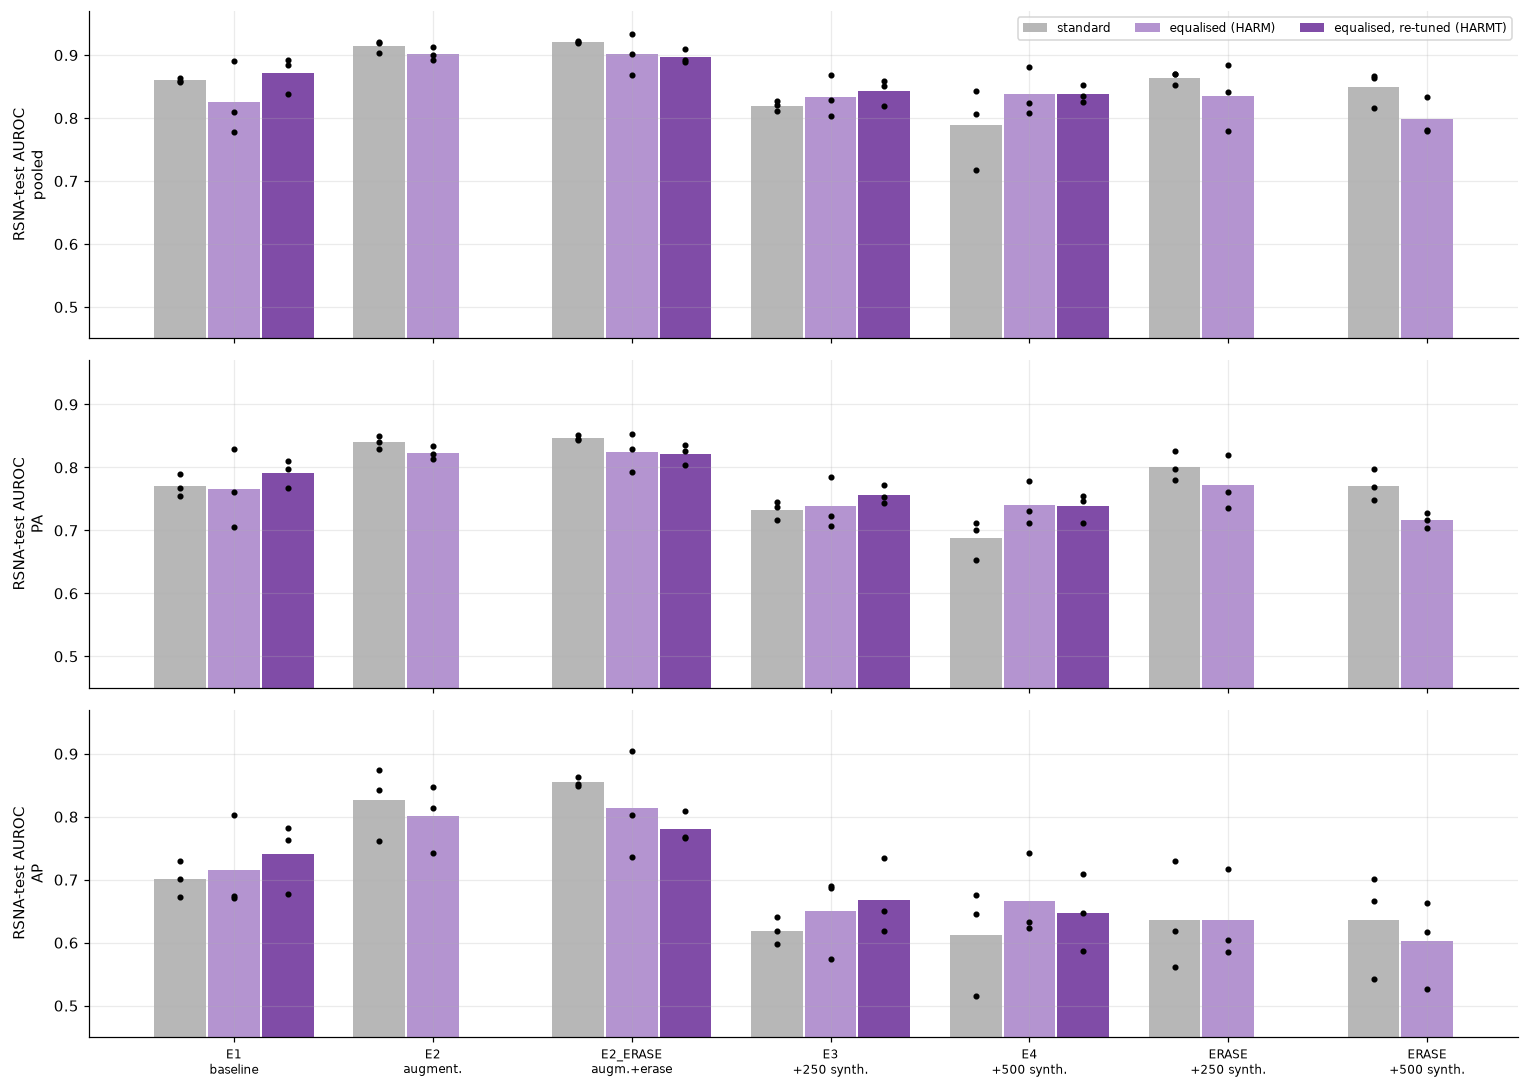 standard
equalised (HARM)
equalised, re-tuned (HARMT)
RSNA-test AUROC
pooled
0.9
0.8
0.7
0.6
0.5
RSNA-test AUROC
PA
0.9
0.8
0.7
0.6
0.5
RSNA-test AUROC
AP
0.9
0.8
0.7
0.6
0.5
E1
baseline
E2
augment.
E2_ERASE
augm.+erase
E3
+250 synth.
E4
+500 synth.
ERASE
+250 synth.
ERASE
+500 synth.